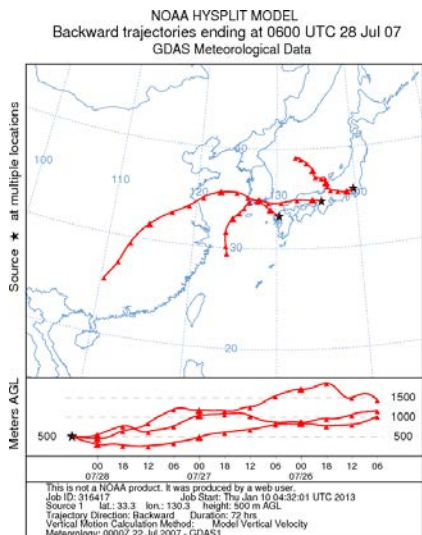 NOAA HYSPLIT MODEL
Backward trajectories ending at 0600 UTC 28 Jul 07
GDAS Meteorological Data
Source ★ at multiple locations
100
110
120
130
40
30
20
Meters AGL
500
1500
1000
500
00 18 12 06 00 18 12 06 00 18 12 06
07/28 07/27 07/26
This is not a NOAA product. It was produced by a web user.
Job ID: 316417 Job Start: Thu Jan 10 04:32:01 UTC 2013
Source 1 lat.: 33.3 lon.: 130.3 height: 500 m AGL
Trajectory Direction: Backward Duration: 72 hrs
Vertical Motion Calculation Method: Model Vertical Velocity
Meteorology: 0000Z 22 Jul 2007 - GDAS1